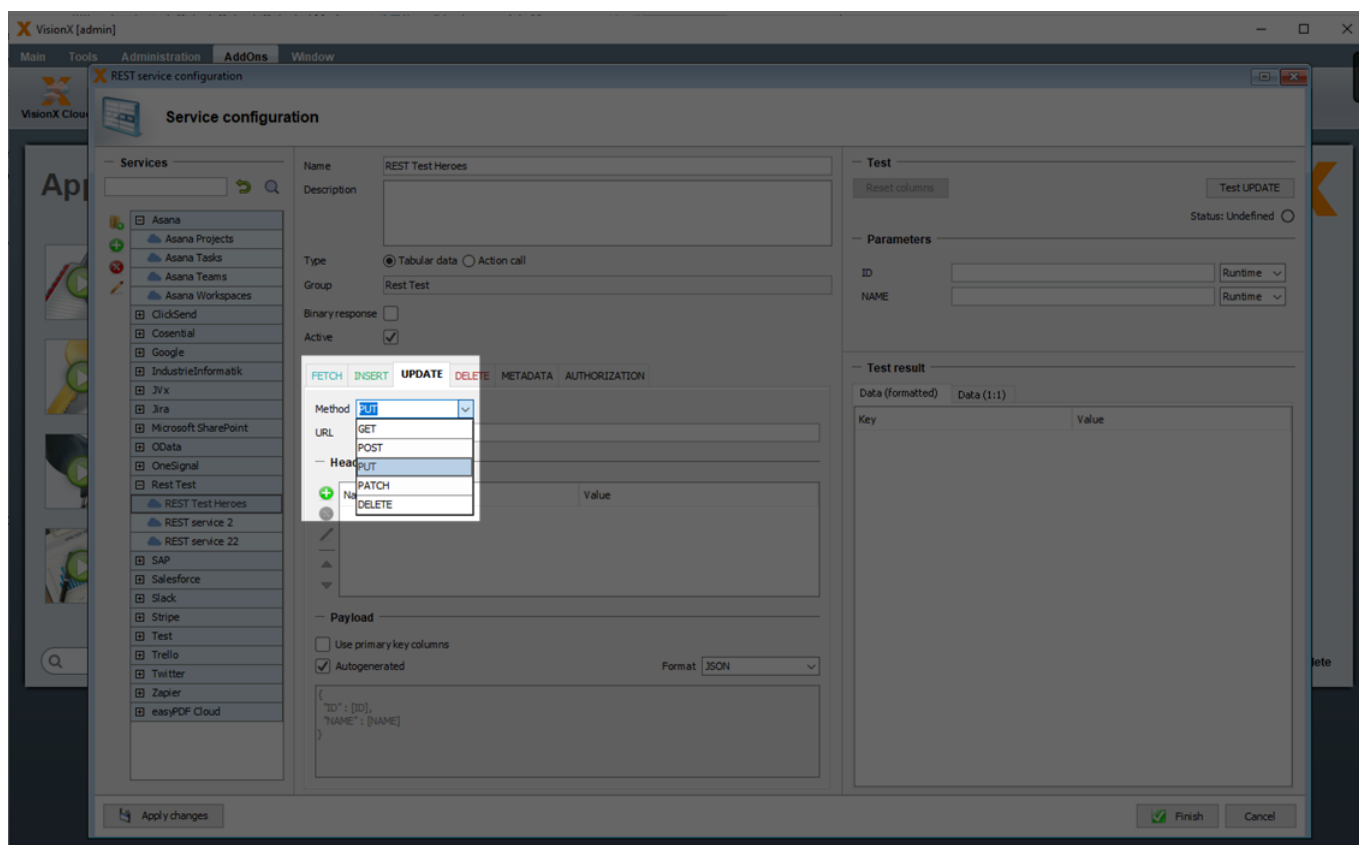 VisionX [admin]
Main Tools Administration AddOns Window
REST service configuration
VisionX Clou
Service configuration
App
Services
Asana
Asana Projects
Asana Tasks
Asana Teams
Asana Workspaces
ClickSend
Cosential
Google
IndustrieInformatik
JVx
Jira
Microsoft SharePoint
OData
OneSignal
Rest Test
REST Test Heroes
REST service 2
REST service 22
SAP
Salesforce
Slack
Stripe
Test
Trello
Twitter
Zapier
easyPDF Cloud
Name REST Test Heroes
Description
Type Tabular data Action call
Group Rest Test
Binary response
Active
FETCH INSERT UPDATE DELETE METADATA AUTHORIZATION
Method PUT
URL
GET
POST
PUT
PATCH
DELETE
Head
Na Value
Payload
Use primary key columns
Autogenerated Format JSON
{
"ID" : [ID],
"NAME" : [NAME]
}
Test
Reset columns Test UPDATE
Status: Undefined
Parameters
ID Runtime
NAME Runtime
Test result
Data (formatted) Data (1:1)
Key Value
lete
Apply changes Finish Cancel